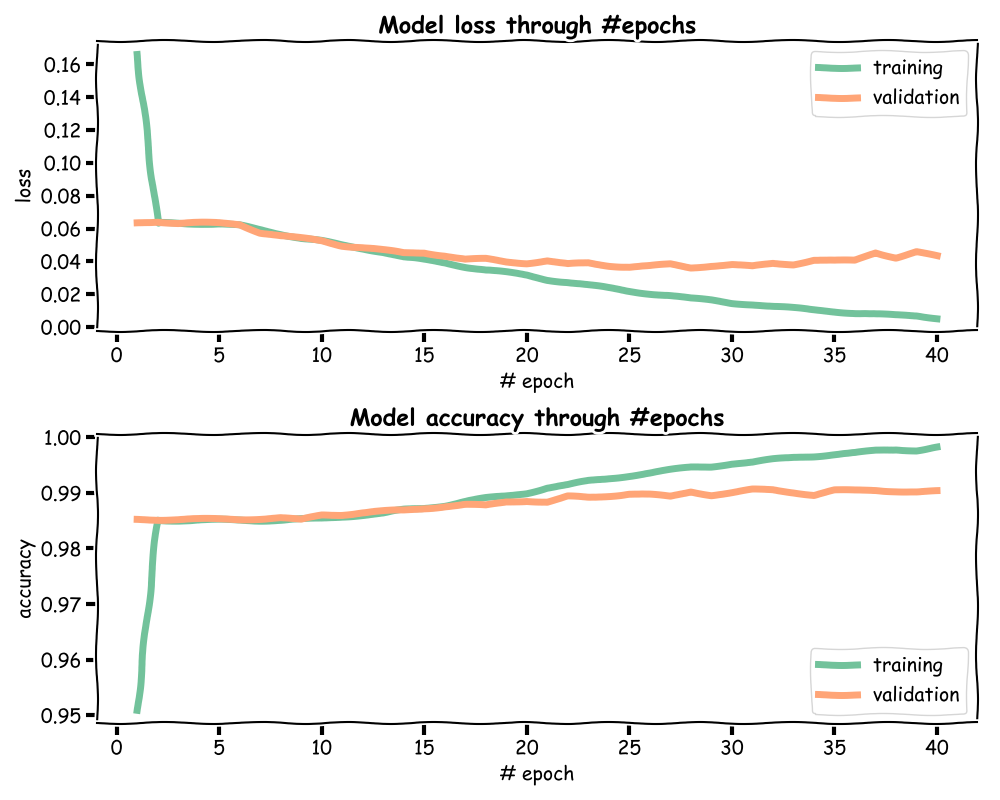 Model loss through #epochs
0.16
0.14
0.12
0.10
0.08
0.06
0.04
0.02
0.00
loss
training
validation
0 5 10 15 20 25 30 35 40
# epoch
Model accuracy through #epochs
1.00
0.99
0.98
0.97
0.96
0.95
accuracy
training
validation
0 5 10 15 20 25 30 35 40
# epoch